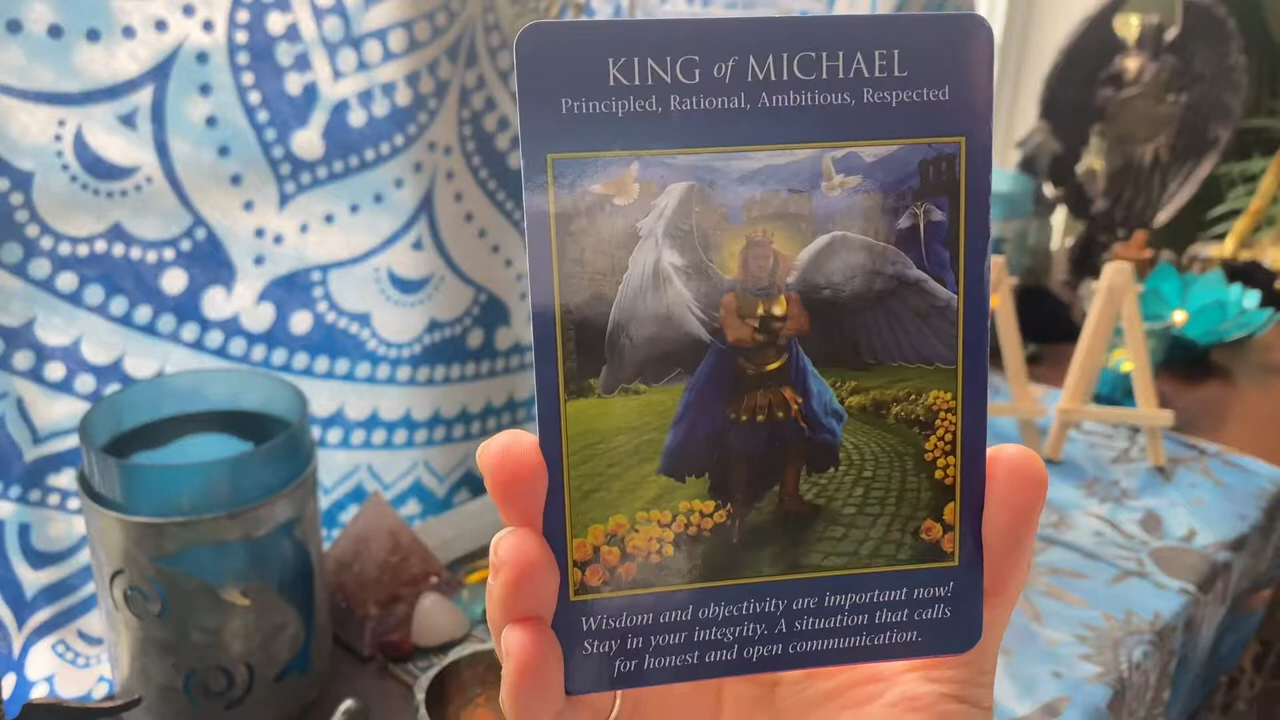 KING of MICHAEL
Principled, Rational, Ambitious, Respected
Wisdom and objectivity are important now!
Stay in your integrity. A situation that calls
for honest and open communication.